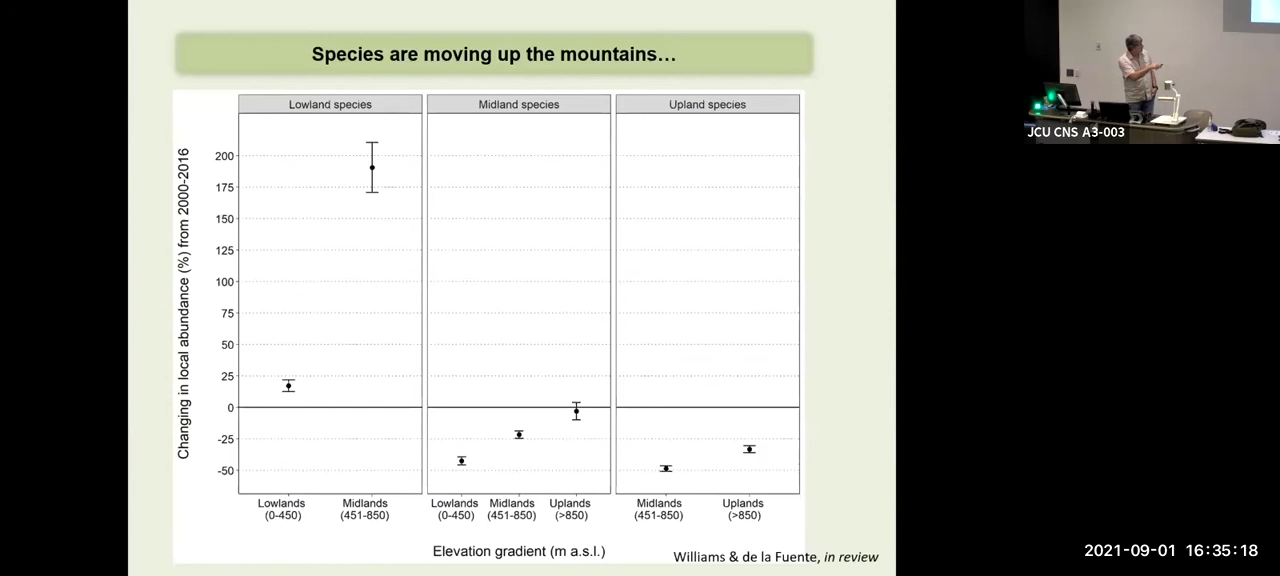 Species are moving up the mountains…
Lowland species
Midland species
Upland species
Changing in local abundance (%) from 2000-2016
200
175
150
125
100
75
50
25
0
-25
-50
Lowlands
(0-450)
Midlands
(451-850)
Lowlands
(0-450)
Midlands
(451-850)
Uplands
(>850)
Midlands
(451-850)
Uplands
(>850)
Elevation gradient (m a.s.l.)
Williams & de la Fuente, in review
JCU CNS A3-003
2021-09-01 16:35:18